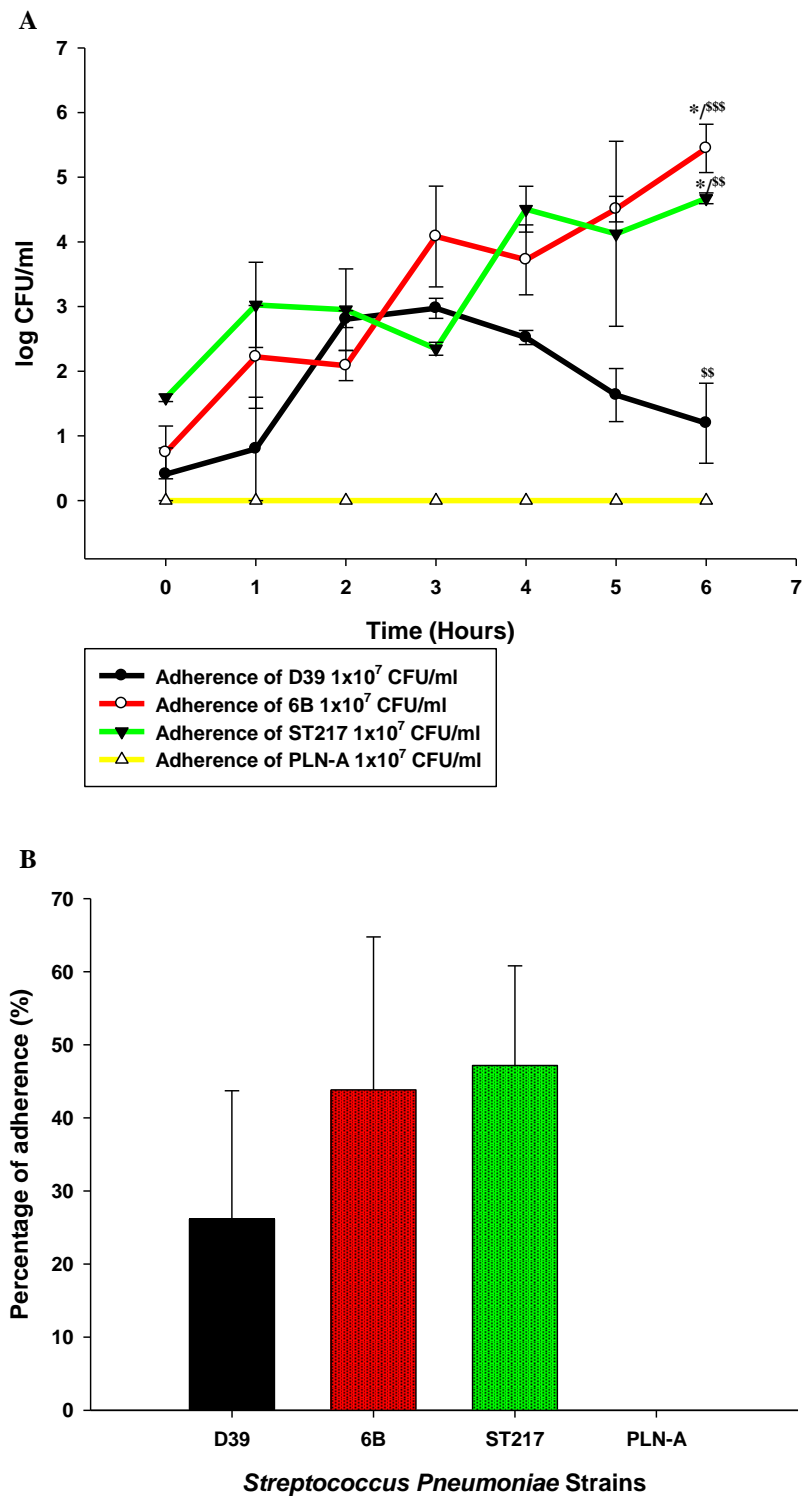 A
7
6
5
4
3
2
1
0
log CFU/ml
*/$$$
*/$$
$$
0 1 2 3 4 5 6 7
Time (Hours)
Adherence of D39 1x10⁷ CFU/ml
Adherence of 6B 1x10⁷ CFU/ml
Adherence of ST217 1x10⁷ CFU/ml
Adherence of PLN-A 1x10⁷ CFU/ml
B
70
60
50
40
30
20
10
0
Percentage of adherence (%)
D39 6B ST217 PLN-A
Streptococcus Pneumoniae Strains